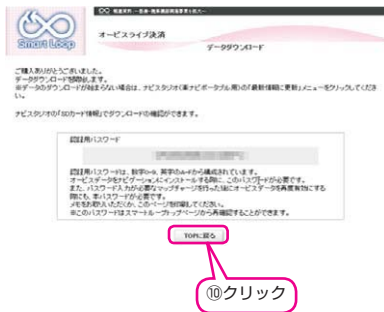 Smart Loop
オービスライブ決済
データダウンロード
ご購入ありがとうございました。
データダウンロードを開始します。
※データのダウンロードが始まらない場合は、ナビスタジオ(楽ナビポータブル用)の「最新情報に更新」メニューをクリックしてください。
ナビスタジオの「SDカード情報」でダウンロードの確認ができます。
認証用パスワード
認証用パスワードは、数字0~9、英字のA~Fから構成されています。
オービスデータをナビゲーションにインストールする際に、このパスワードが必要です。
また、パスワード入力が必要なマップチャージを行った後にオービスデータを再度有効にする
際にも、本パスワードが必要です。
メモをお取りいただくか、このページを印刷してください。
※このパスワードはスマートループトップページから再確認することができます。
TOPに戻る
⑩クリック